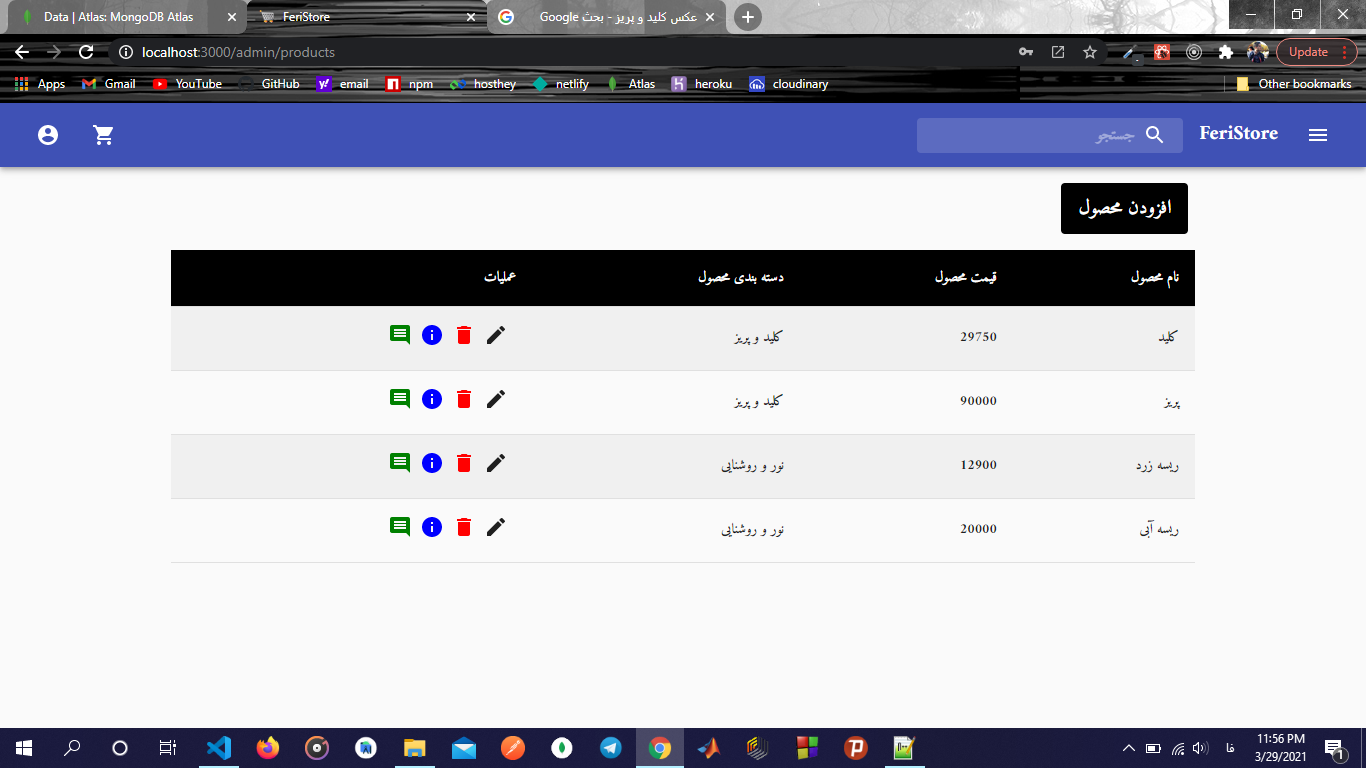 Data | Atlas: MongoDB Atlas
FeriStore
عکس کلید و پریز - بحث Google
localhost:3000/admin/products
Update
Apps
Gmail
YouTube
GitHub
email
npm
hosthey
netlify
Atlas
heroku
cloudinary
Other bookmarks
FeriStore
جستجو
افزودن محصول
نام محصول قیمت محصول دسته بندی محصول عملیات
کلید 29750 کلید و پریز
پریز 90000 کلید و پریز
ریسه زرد 12900 نور و روشنایی
ریسه آبی 20000 نور و روشنایی
فا
11:56 PM
3/29/2021
1